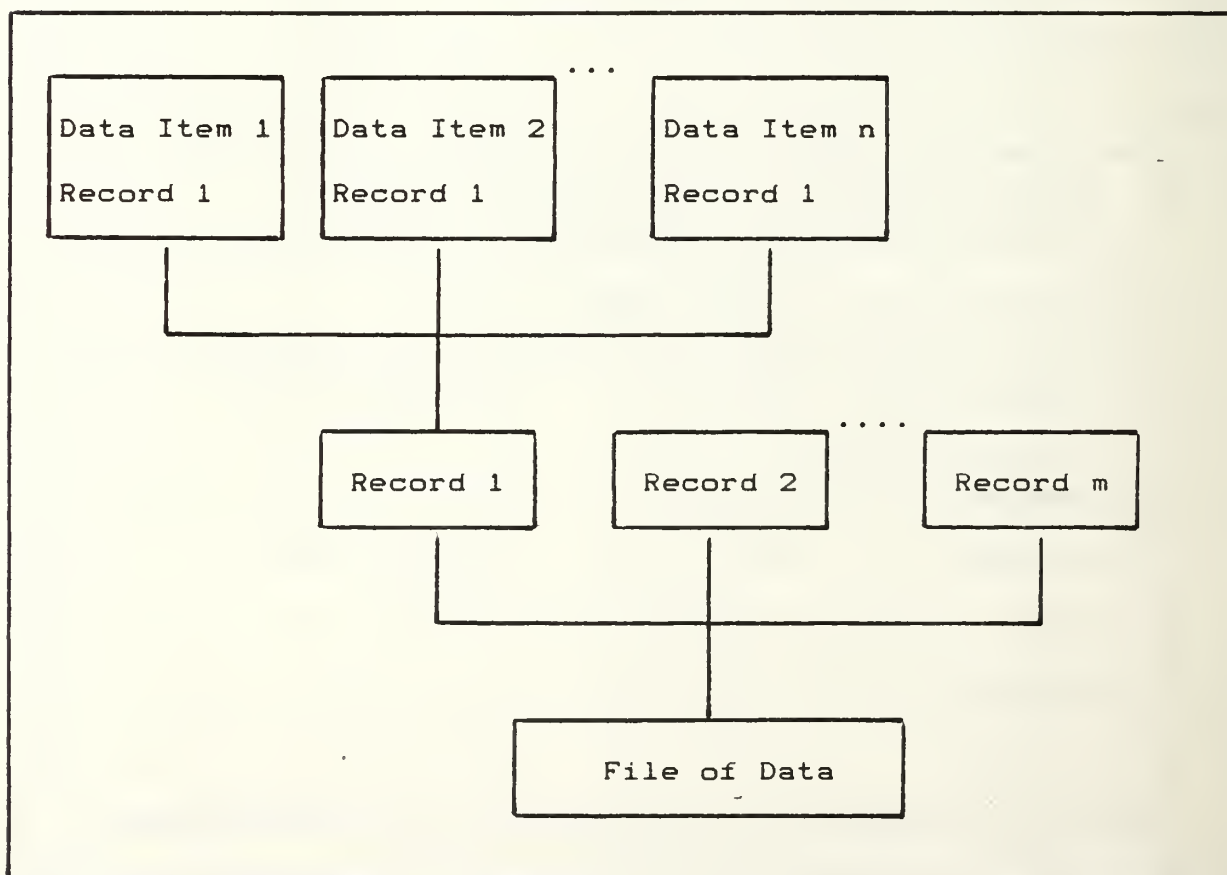 ...
Data Item 1 Data Item 2 Data Item n
Record 1 Record 1 Record 1
....
Record 1 Record 2 Record m
File of Data